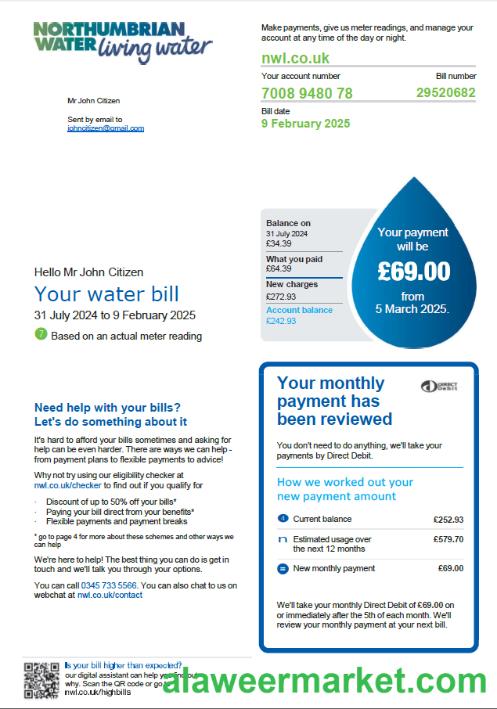 NORTHUMBRIAN
WATER living water
Make payments, give us meter readings, and manage your
account at any time of the day or night.
nwl.co.uk
Your account number Bill number
7008 9480 78 29520682
Bill date
9 February 2025
Mr John Citizen
Sent by email to
johncitizen@gmail.com
Balance on
31 July 2024
£34.39
What you paid
£64.39
New charges
£272.93
Account balance
£242.93
Your payment
will be
£69.00
from
5 March 2025.
Hello Mr John Citizen
Your water bill
31 July 2024 to 9 February 2025
Based on an actual meter reading
Need help with your bills?
Let's do something about it
It's hard to afford your bills sometimes and asking for
help can be even harder. There are ways we can help -
from payment plans to flexible payments to advice!
Why not try using our eligibility checker at
nwl.co.uk/checker to find out if you qualify for
· Discount of up to 50% off your bills*
· Paying your bill direct from your benefits*
· Flexible payments and payment breaks
* go to page 4 for more about these schemes and other ways we
can help
We're here to help! The best thing you can do is get in
touch and we'll talk you through your options.
You can call 0345 733 5566. You can also chat to us on
webchat at nwl.co.uk/contact
Your monthly
payment has
been reviewed
DIRECT
Debit
You don't need to do anything, we'll take your
payments by Direct Debit.
How we worked out your
new payment amount
Current balance £252.93
Estimated usage over £579.70
the next 12 months
= New monthly payment £69.00
We'll take your monthly Direct Debit of £69.00 on
or immediately after the 5th of each month. We'll
review your monthly payment at your next bill.
Is your bill higher than expected?
our digital assistant can help you find out
why. Scan the QR code or go to
nwl.co.uk/highbills
alaweermarket.com